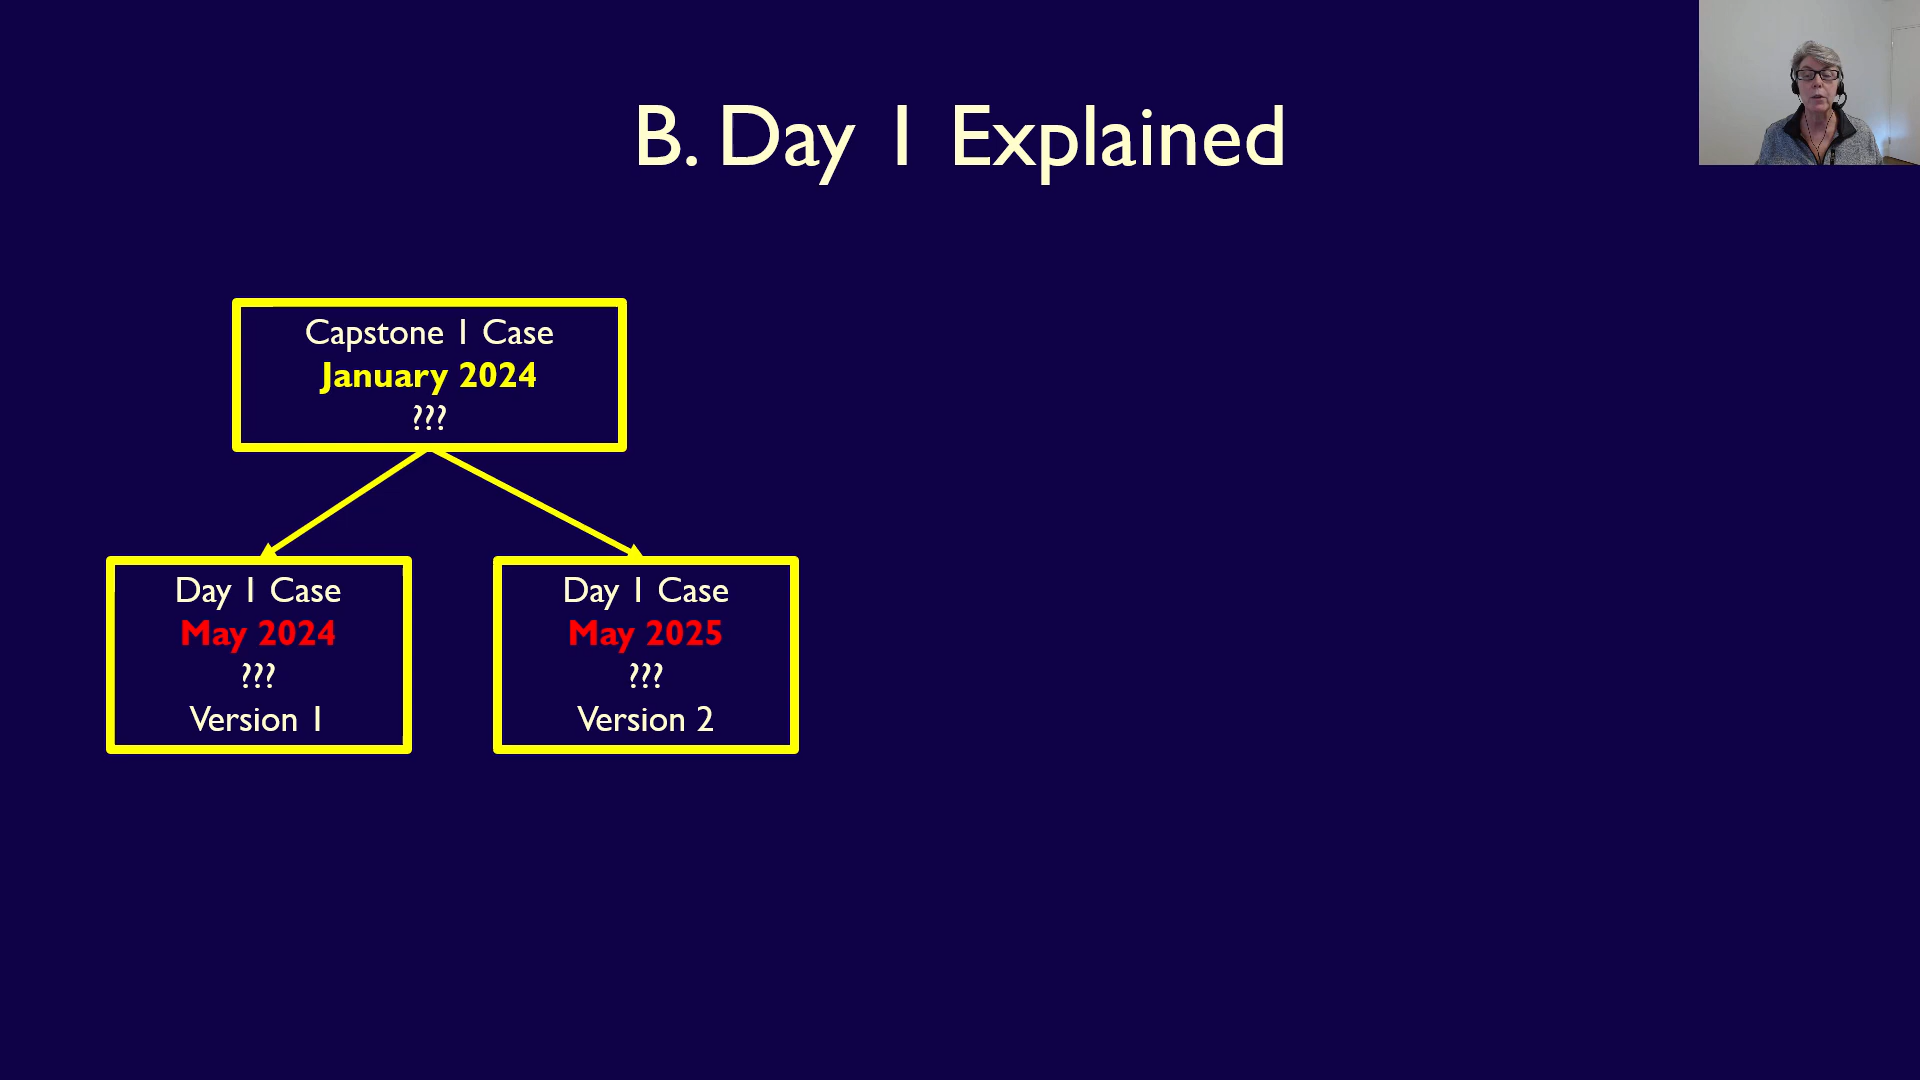 B. Day 1 Explained
Capstone 1 Case
January 2024
???
Day 1 Case
May 2024
???
Version 1
Day 1 Case
May 2025
???
Version 2